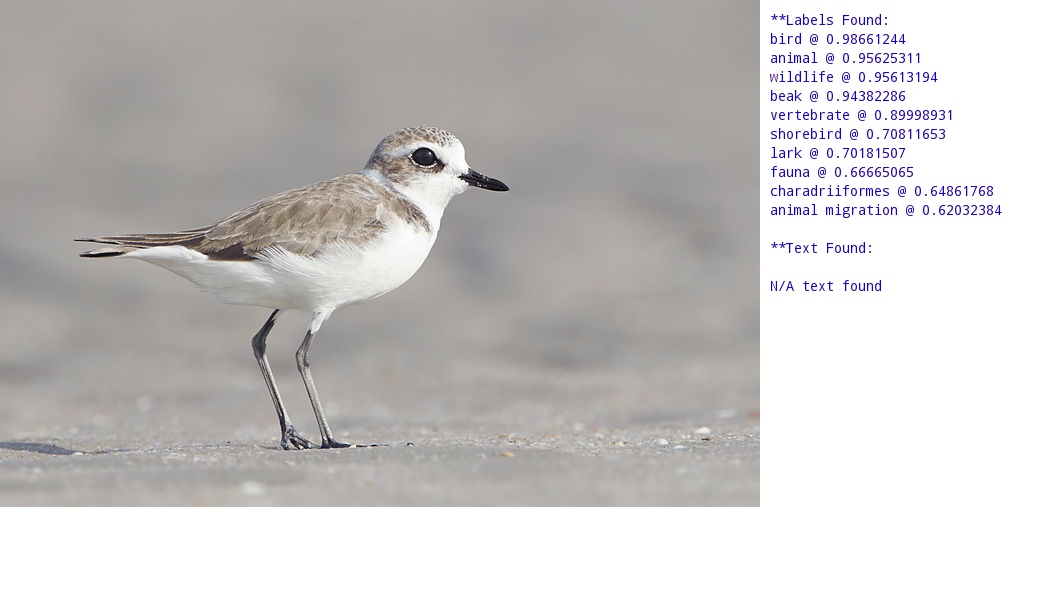 **Labels Found:
bird @ 0.98661244
animal @ 0.95625311
wildlife @ 0.95613194
beak @ 0.94382286
vertebrate @ 0.89998931
shorebird @ 0.70811653
lark @ 0.70181507
fauna @ 0.66665065
charadriiformes @ 0.64861768
animal migration @ 0.62032384
**Text Found:
N/A text found